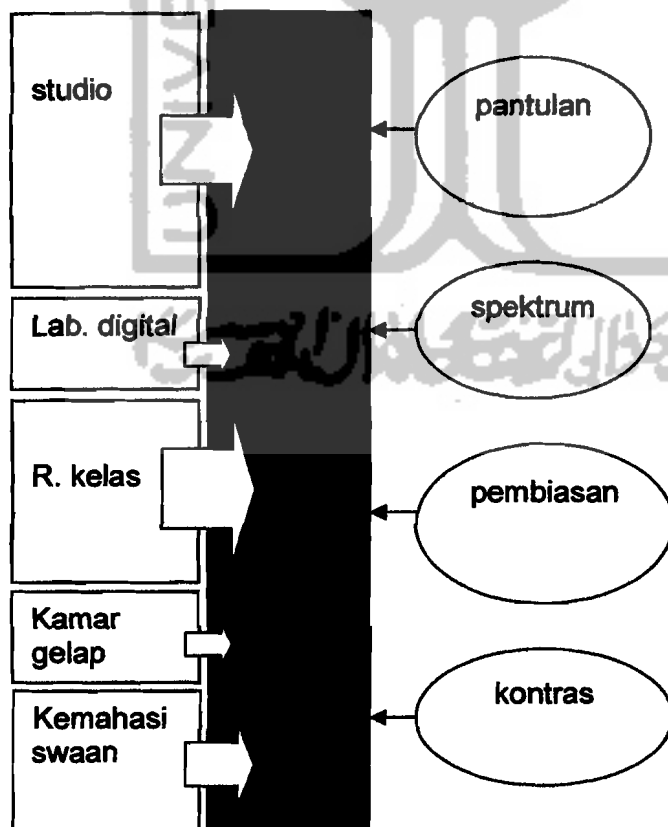 studio
pantulan
Lab. digital
spektrum
R. kelas
pembiasan
Kamar
gelap
kontras
Kemahasi
swaan